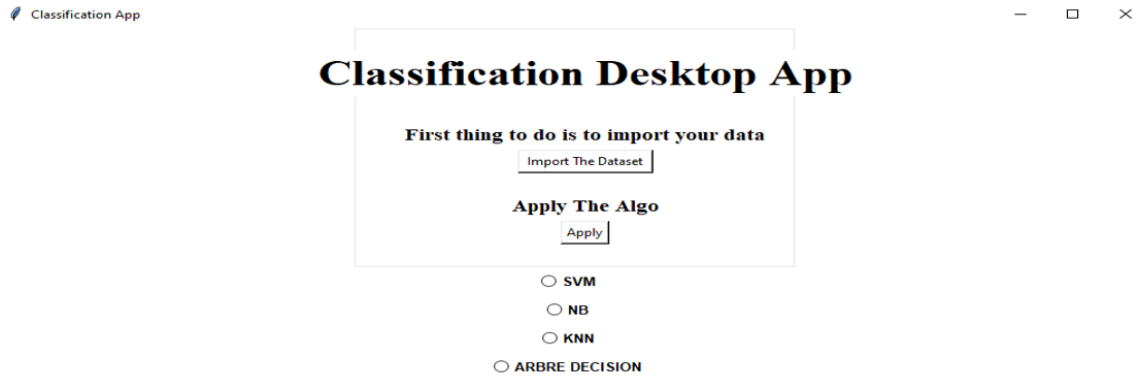 Classification App
Classification Desktop App
First thing to do is to import your data
Import The Dataset
Apply The Algo
Apply
SVM
NB
KNN
ARBRE DECISION